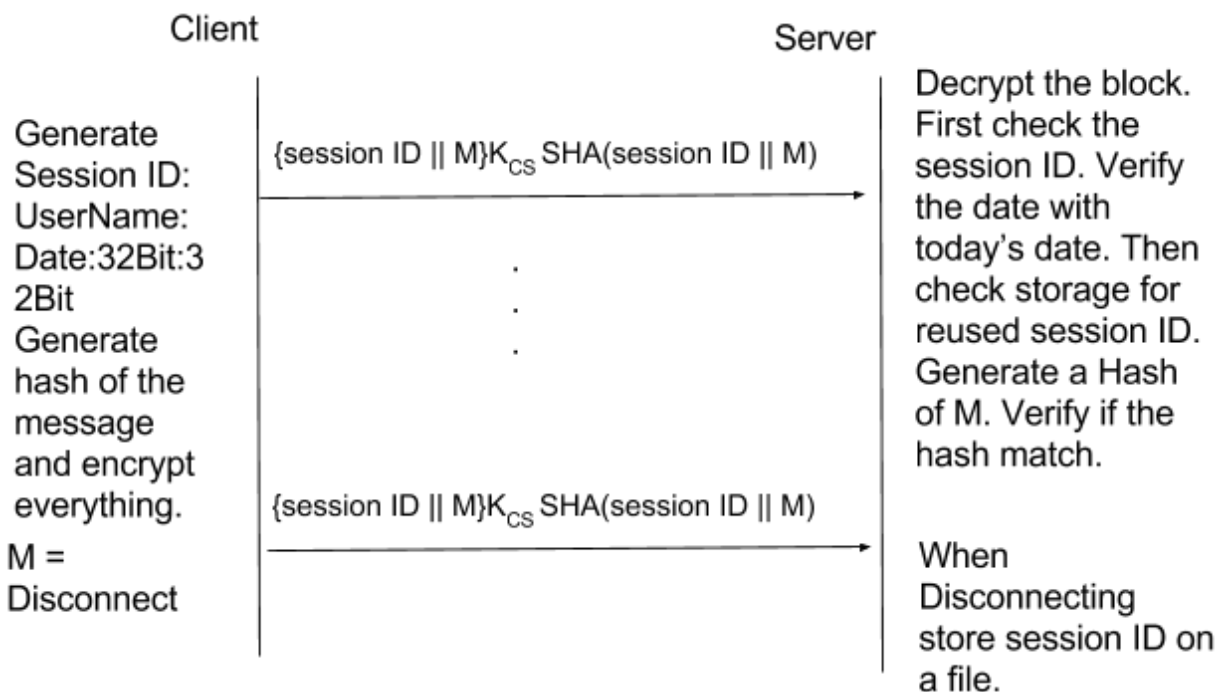 Client
Server
Generate
Session ID:
UserName:
Date:32Bit:3
2Bit
Generate
hash of the
message
and encrypt
everything.
M =
Disconnect
{session ID || M}K_CS SHA(session ID || M)
.
.
.
{session ID || M}K_CS SHA(session ID || M)
Decrypt the block.
First check the
session ID. Verify
the date with
today’s date. Then
check storage for
reused session ID.
Generate a Hash
of M. Verify if the
hash match.
When
Disconnecting
store session ID on
a file.